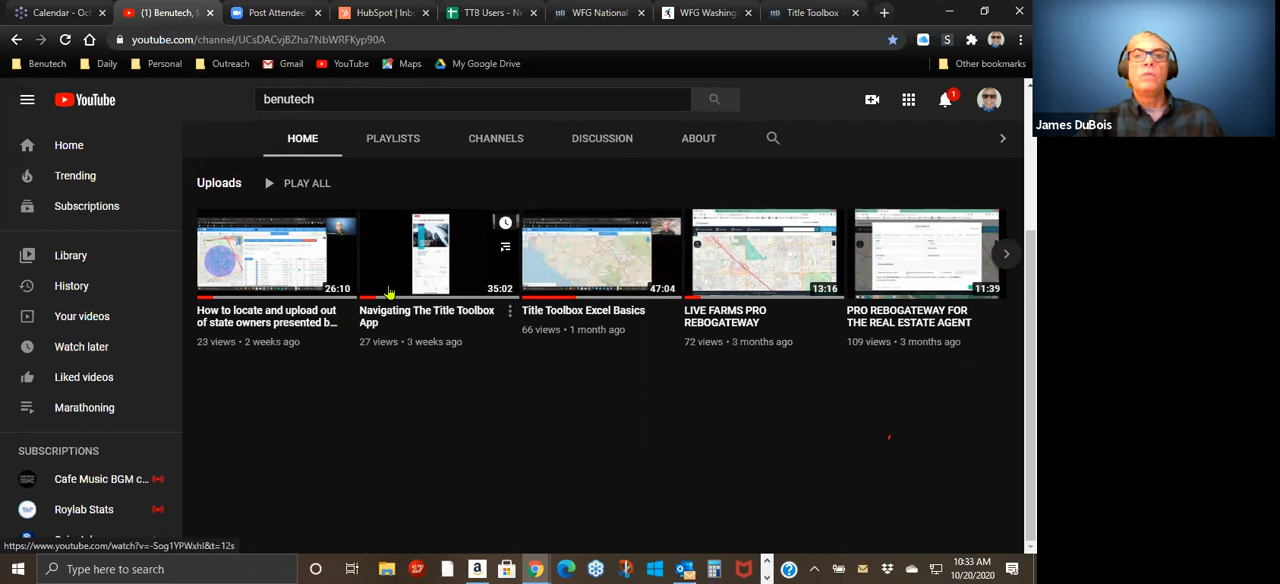 Calendar - Oct
(1) Benutech, I
Post Attendee
HubSpot | Inb
TTB Users - Ne
WFG National
WFG Washing
Title Toolbox -
youtube.com/channel/UCsDACvjBZha7NbWRFKyp90A
Benutech
Daily
Personal
Outreach
Gmail
YouTube
Maps
My Google Drive
Other bookmarks
YouTube
benutech
1
HOME
PLAYLISTS
CHANNELS
DISCUSSION
ABOUT
Home
Trending
Subscriptions
Library
History
Your videos
Watch later
Liked videos
Marathoning
SUBSCRIPTIONS
Cafe Music BGM c...
Roylab Stats
Uploads
PLAY ALL
26:10
35:02
47:04
13:16
11:39
How to locate and upload out
of state owners presented b...
23 views • 2 weeks ago
Navigating The Title Toolbox
App
27 views • 3 weeks ago
Title Toolbox Excel Basics
66 views • 1 month ago
LIVE FARMS PRO
REBOGATEWAY
72 views • 3 months ago
PRO REBOGATEWAY FOR
THE REAL ESTATE AGENT
109 views • 3 months ago
James DuBois
https://www.youtube.com/watch?v=-Sog1YPWxhI&t=12s
Type here to search
10:33 AM
10/20/2020